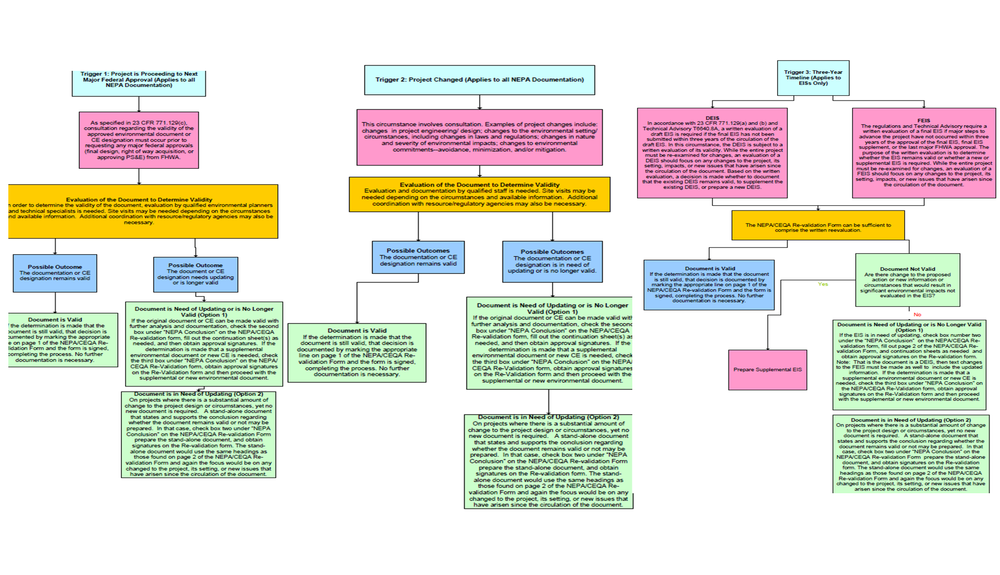 Trigger 1: Project is Proceeding to Next
Major Federal Approval (Applies to all
NEPA Documentation)
As specified in 23 CFR 771.129(c),
consultation regarding the validity of the
approved environmental document or
CE designation must occur prior to
requesting any major federal approvals
(final design, right of way acquisition, or
approving PS&E) from FHWA.
Evaluation of the Document to Determine Validity
n order to determine the validity of the document, evaluation by qualified environmental planners
and technical specialists is needed. Site visits may be needed depending on the circumstances
and available information. Additional coordination with resource/regulatory agencies may also be
necessary.
Possible Outcome
The documentation or CE
designation remains valid
Possible Outcome
The document or CE
designation needs updating
or is no longer valid
Document is Valid
f the determination is made that the
document is still valid, that decision is
umented by marking the appropriate
e on page 1 of the NEPA/CEQA Re-
validation Form and the form is signed,
completing the process. No further
documentation is necessary.
Document is Need of Updating or is No Longer
Valid (Option 1)
If the original document or CE can be made valid with
further analysis and documentation, check the second
box under "NEPA Conclusion" on the NEPA/CEQA
Re-validation form, fill out the continuation sheet(s) as
needed, and then obtain approval signatures. If the
determination is made that a supplemental
environmental document or new CE is needed, check
the third box under "NEPA Conclusion" on the NEPA/
CEQA Re-validation form, obtain approval signatures
on the Re-Validation form and then proceed with the
supplemental or new environmental document.
Document is in Need of Updating (Option 2)
On projects where there is a substantial amount of
change to the project design or circumstances, yet no
new document is required. A stand-alone document
that states and supports the conclusion regarding
whether the document remains valid or not may be
prepared. In that case, check box two under "NEPA
Conclusion" on the NEPA/CEQA Re-validation Form
prepare the stand-alone document, and obtain
signatures on the Re-validation form. The stand-
alone document would use the same headings as
those found on page 2 of the NEPA/CEQA Re-
validation Form and again the focus would be on any
changed to the project, its setting, or new issues that
have arisen since the circulation of the document.
Trigger 2: Project Changed (Applies to all NEPA Documentation)
This circumstance involves consultation. Examples of project changes include:
changes in project engineering/ design; changes to the environmental setting/
circumstances, including changes in laws and regulations; changes in nature
and severity of environmental impacts; changes to environmental
commitments—avoidance, minimization, and/or mitigation.
Evaluation of the Document to Determine Validity
Evaluation and documentation by qualified staff is needed. Site visits may be
needed depending on the circumstances and available information. Additional
coordination with resource/regulatory agencies may also be necessary.
Possible Outcomes
The documentation or CE
designation remains valid
Possible Outcomes
The documentation or CE
designation is in need of
updating or is no longer valid.
Document is Valid
If the determination is made that the
document is still valid, that decision is
documented by marking the appropriate
line on page 1 of the NEPA/CEQA Re-
validation Form and the form is signed,
completing the process. No further
documentation is necessary.
Document is Need of Updating or is No Longer
Valid (Option 1)
If the original document or CE can be made valid with
further analysis and documentation, check the second
box under "NEPA Conclusion" on the NEPA/CEQA
Re-validation form, fill out the continuation sheet(s) as
needed, and then obtain approval signatures. If the
determination is made that a supplemental
environmental document or new CE is needed, check
the third box under "NEPA Conclusion" on the NEPA/
CEQA Re-validation form, obtain approval signatures
on the Re-Validation form and then proceed with the
supplemental or new environmental document.
Document is in Need of Updating (Option 2)
On projects where there is a substantial amount of
change to the project design or circumstances, yet no
new document is required. A stand-alone document
that states and supports the conclusion regarding
whether the document remains valid or not may be
prepared. In that case, check box two under "NEPA
Conclusion" on the NEPA/CEQA Re-validation Form
prepare the stand-alone document, and obtain
signatures on the Re-validation form. The stand-
alone document would use the same headings as
those found on page 2 of the NEPA/CEQA Re-
validation Form and again the focus would be on any
changed to the project, its setting, or new issues that
have arisen since the circulation of the document.
Trigger 3: Three-Year
Timeline (Applies to
EISs Only)
DEIS
In accordance with 23 CFR 771.129(a) and (b) and
Technical Advisory T6640.8A, a written evaluation of a
draft EIS is required if the final EIS has not been
submitted within three years of the circulation of the
draft EIS. In this circumstance, the DEIS is subject to a
written evaluation of its validity. While the entire project
must be re-examined for changes, an evaluation of a
DEIS should focus on any changes to the project, its
setting, impacts, or new issues that have arisen since
the circulation of the DEIS. Based on the written
evaluation, a decision is made whether to document
that the existing DEIS remains valid, to supplement the
existing DEIS, or prepare a new DEIS.
FEIS
The regulations and Technical Advisory require a
written evaluation of a final EIS if major steps to
advance the project have not occurred within three
years of the approval of the final EIS, final EIS
supplement, or the last major FHWA approval. The
purpose of the written evaluation is to determine
whether the EIS remains valid or whether a new or
supplemental EIS is required. While the entire
project must be re-examined for changes, an
evaluation of a FEIS should focus on any changes to the project, its
setting, impacts, or new issues that have arisen since
the circulation of the document.
The NEPA/CEQA Re-validation Form can be sufficient to
comprise the written reevaluation.
Document is Valid
If the determination is made that the document
is still valid, that decision is documented by
marking the appropriate line on page 1 of the
NEPA/CEQA Re-validation Form and the form is
signed, completing the process. No further
documentation is necessary.
Document Not Valid
Are there change to the proposed
action or new information or
circumstances that would result in
significant environmental impacts not
evaluated in the EIS?
Yes
No
Prepare Supplemental EIS
Document is Need of Updating or is No Longer Valid
(Option 1)
If the EIS is in need of updating, check box number two
under the "NEPA Conclusion" on the NEPA/CEQA Re-
validation form, fill out page 2 of the NEPA/CEQA Re-validation
Form, and continuation sheets as needed and
obtain approval signatures on the Re-validation form.
Note: That is the document is a DEIS, then text changes
to the FEIS must be made as well to include the updated
information. If the determination is made that a
supplemental environmental document or new CE is
needed, check the third box under "NEPA Conclusion" on
the NEPA/CEQA Re-validation form, obtain approval
signatures on the Re-Validation form and then proceed
with the supplemental or new environmental document.
Document is in Need of Updating (Option 2)
On projects where there is a substantial amount of change
to the project design or circumstances, yet no new
document is required. A stand-alone document that states
and supports the conclusion regarding whether the
document remains valid or not may be prepared. In that
case, check box two under "NEPA Conclusion" on the
NEPA/CEQA Re-validation Form prepare the stand-alone
document, and obtain signatures on the Re-validation
form. The stand-alone document would use the same
headings as those found on page 2 of the NEPA/CEQA Re-
validation Form and again the focus would be on any
changed to the project, its setting, or new issues that have
arisen since the circulation of the document.